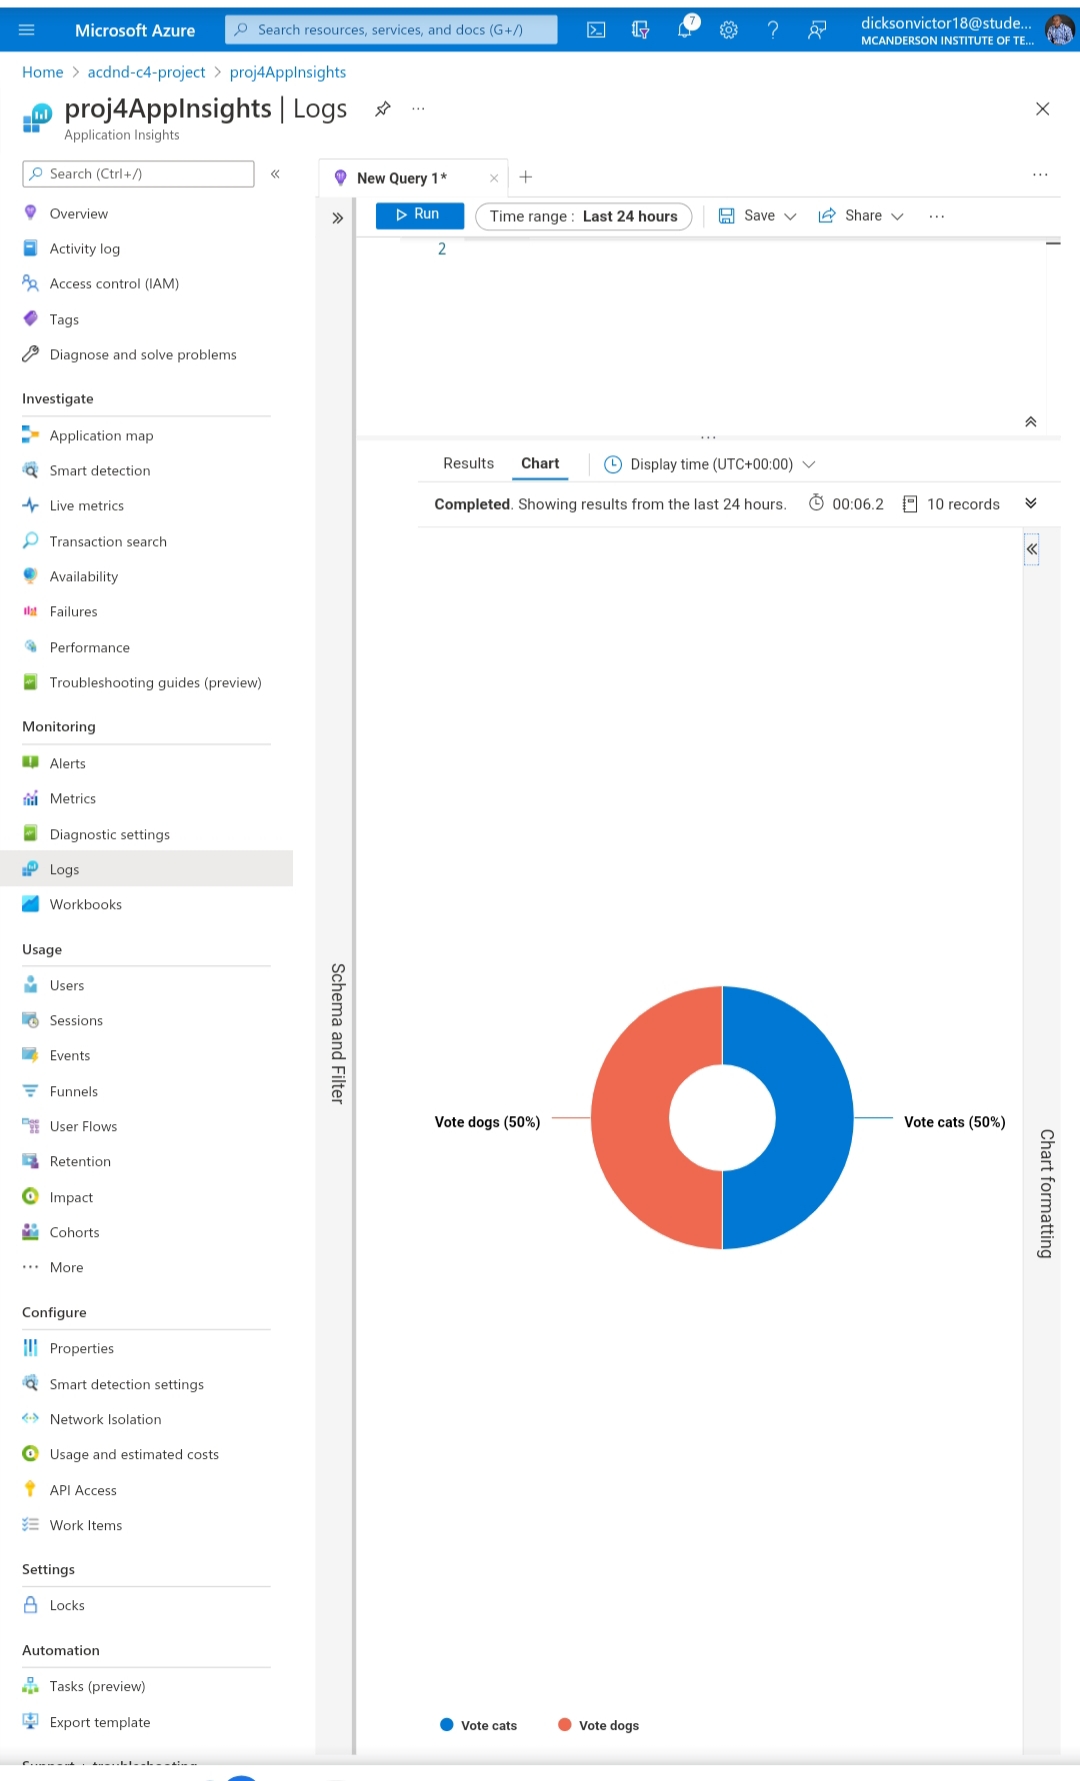 Microsoft Azure
Search resources, services, and docs (G+/)
7
dicksonvictor18@stude...
MCANDERSON INSTITUTE OF TE...
Home > acdnd-c4-project > proj4AppInsights
proj4AppInsights | Logs
Application Insights
Search (Ctrl+/)
Overview
Activity log
Access control (IAM)
Tags
Diagnose and solve problems
Investigate
Application map
Smart detection
Live metrics
Transaction search
Availability
Failures
Performance
Troubleshooting guides (preview)
Monitoring
Alerts
Metrics
Diagnostic settings
Logs
Workbooks
Usage
Users
Sessions
Events
Funnels
User Flows
Retention
Impact
Cohorts
More
Configure
Properties
Smart detection settings
Network Isolation
Usage and estimated costs
API Access
Work Items
Settings
Locks
Automation
Tasks (preview)
Export template
New Query 1*
Run
Time range : Last 24 hours
Save
Share
2
Schema and Filter
Results
Chart
Display time (UTC+00:00)
Completed. Showing results from the last 24 hours.
00:06.2
10 records
Vote dogs (50%)
Vote cats (50%)
Chart formatting
Vote cats
Vote dogs